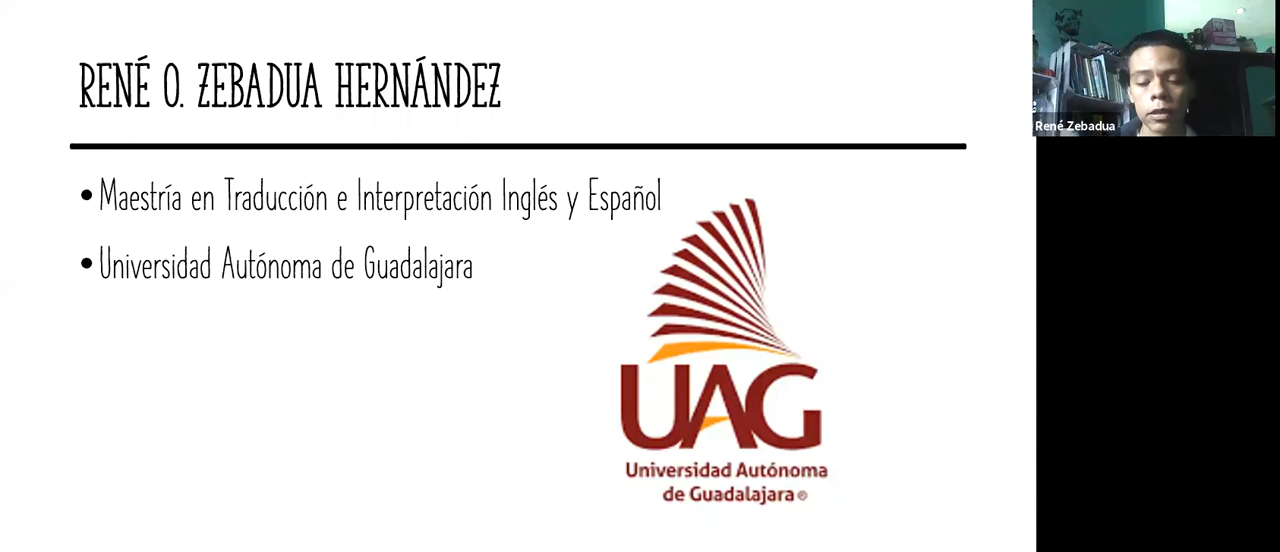 RENÉ O. ZEBADUA HERNÁNDEZ
• Maestría en Traducción e Interpretación Inglés y Español
• Universidad Autónoma de Guadalajara
UAG
Universidad Autónoma
de Guadalajara®
René Zebadua